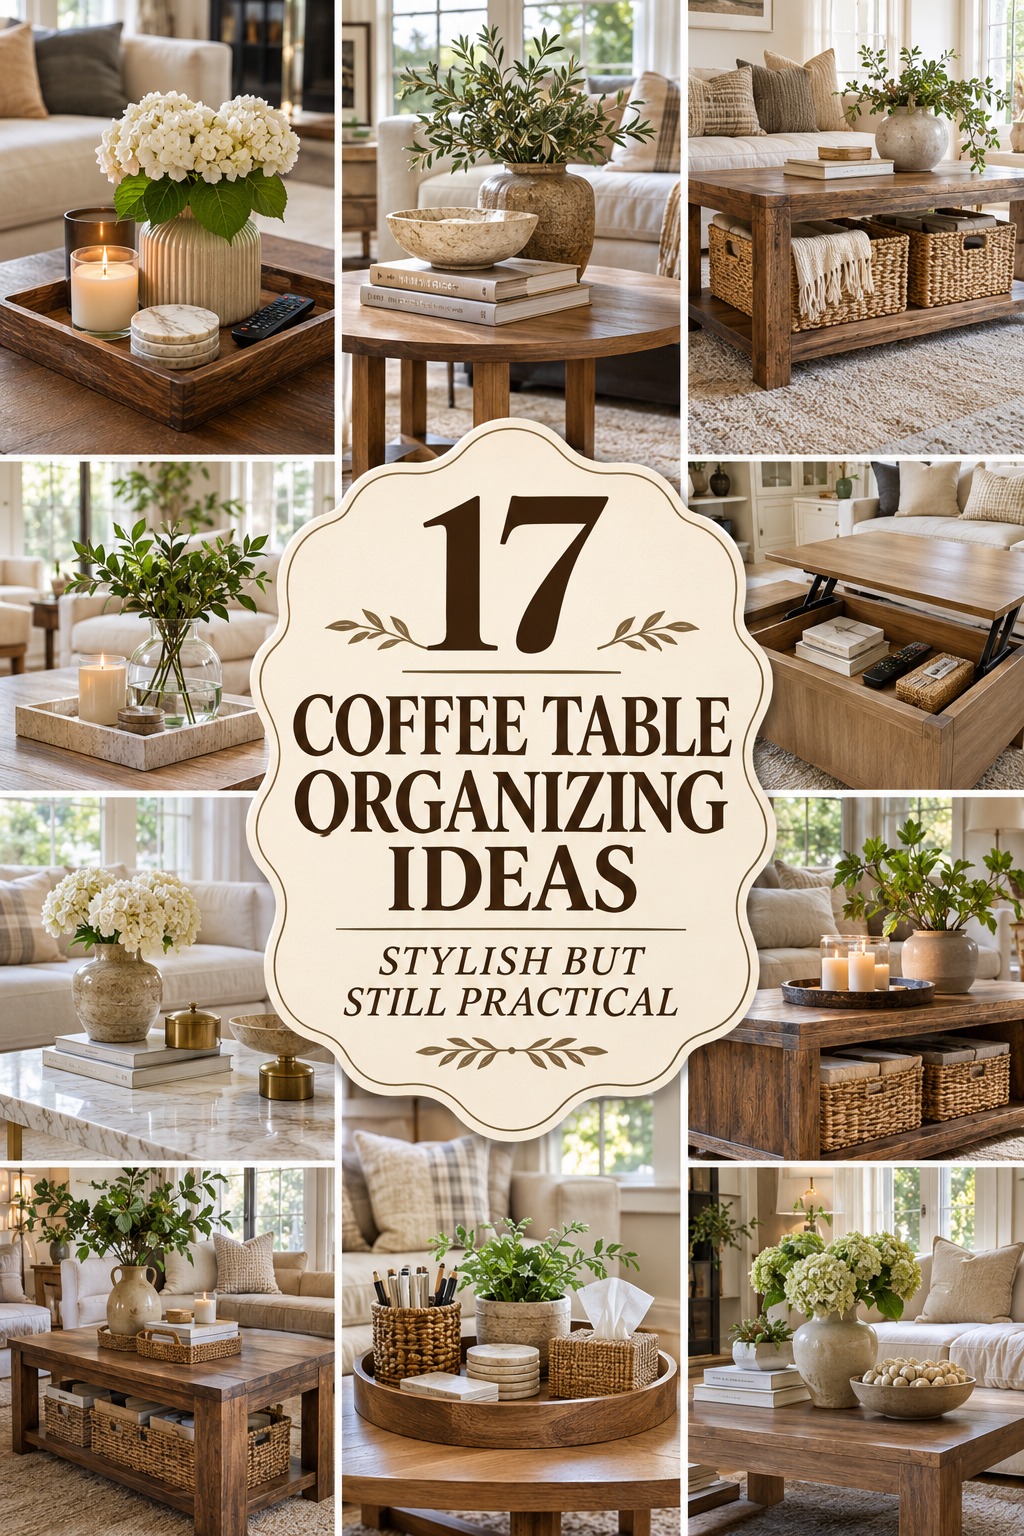 17
COFFEE TABLE
ORGANIZING
IDEAS
STYLISH BUT
STILL PRACTICAL